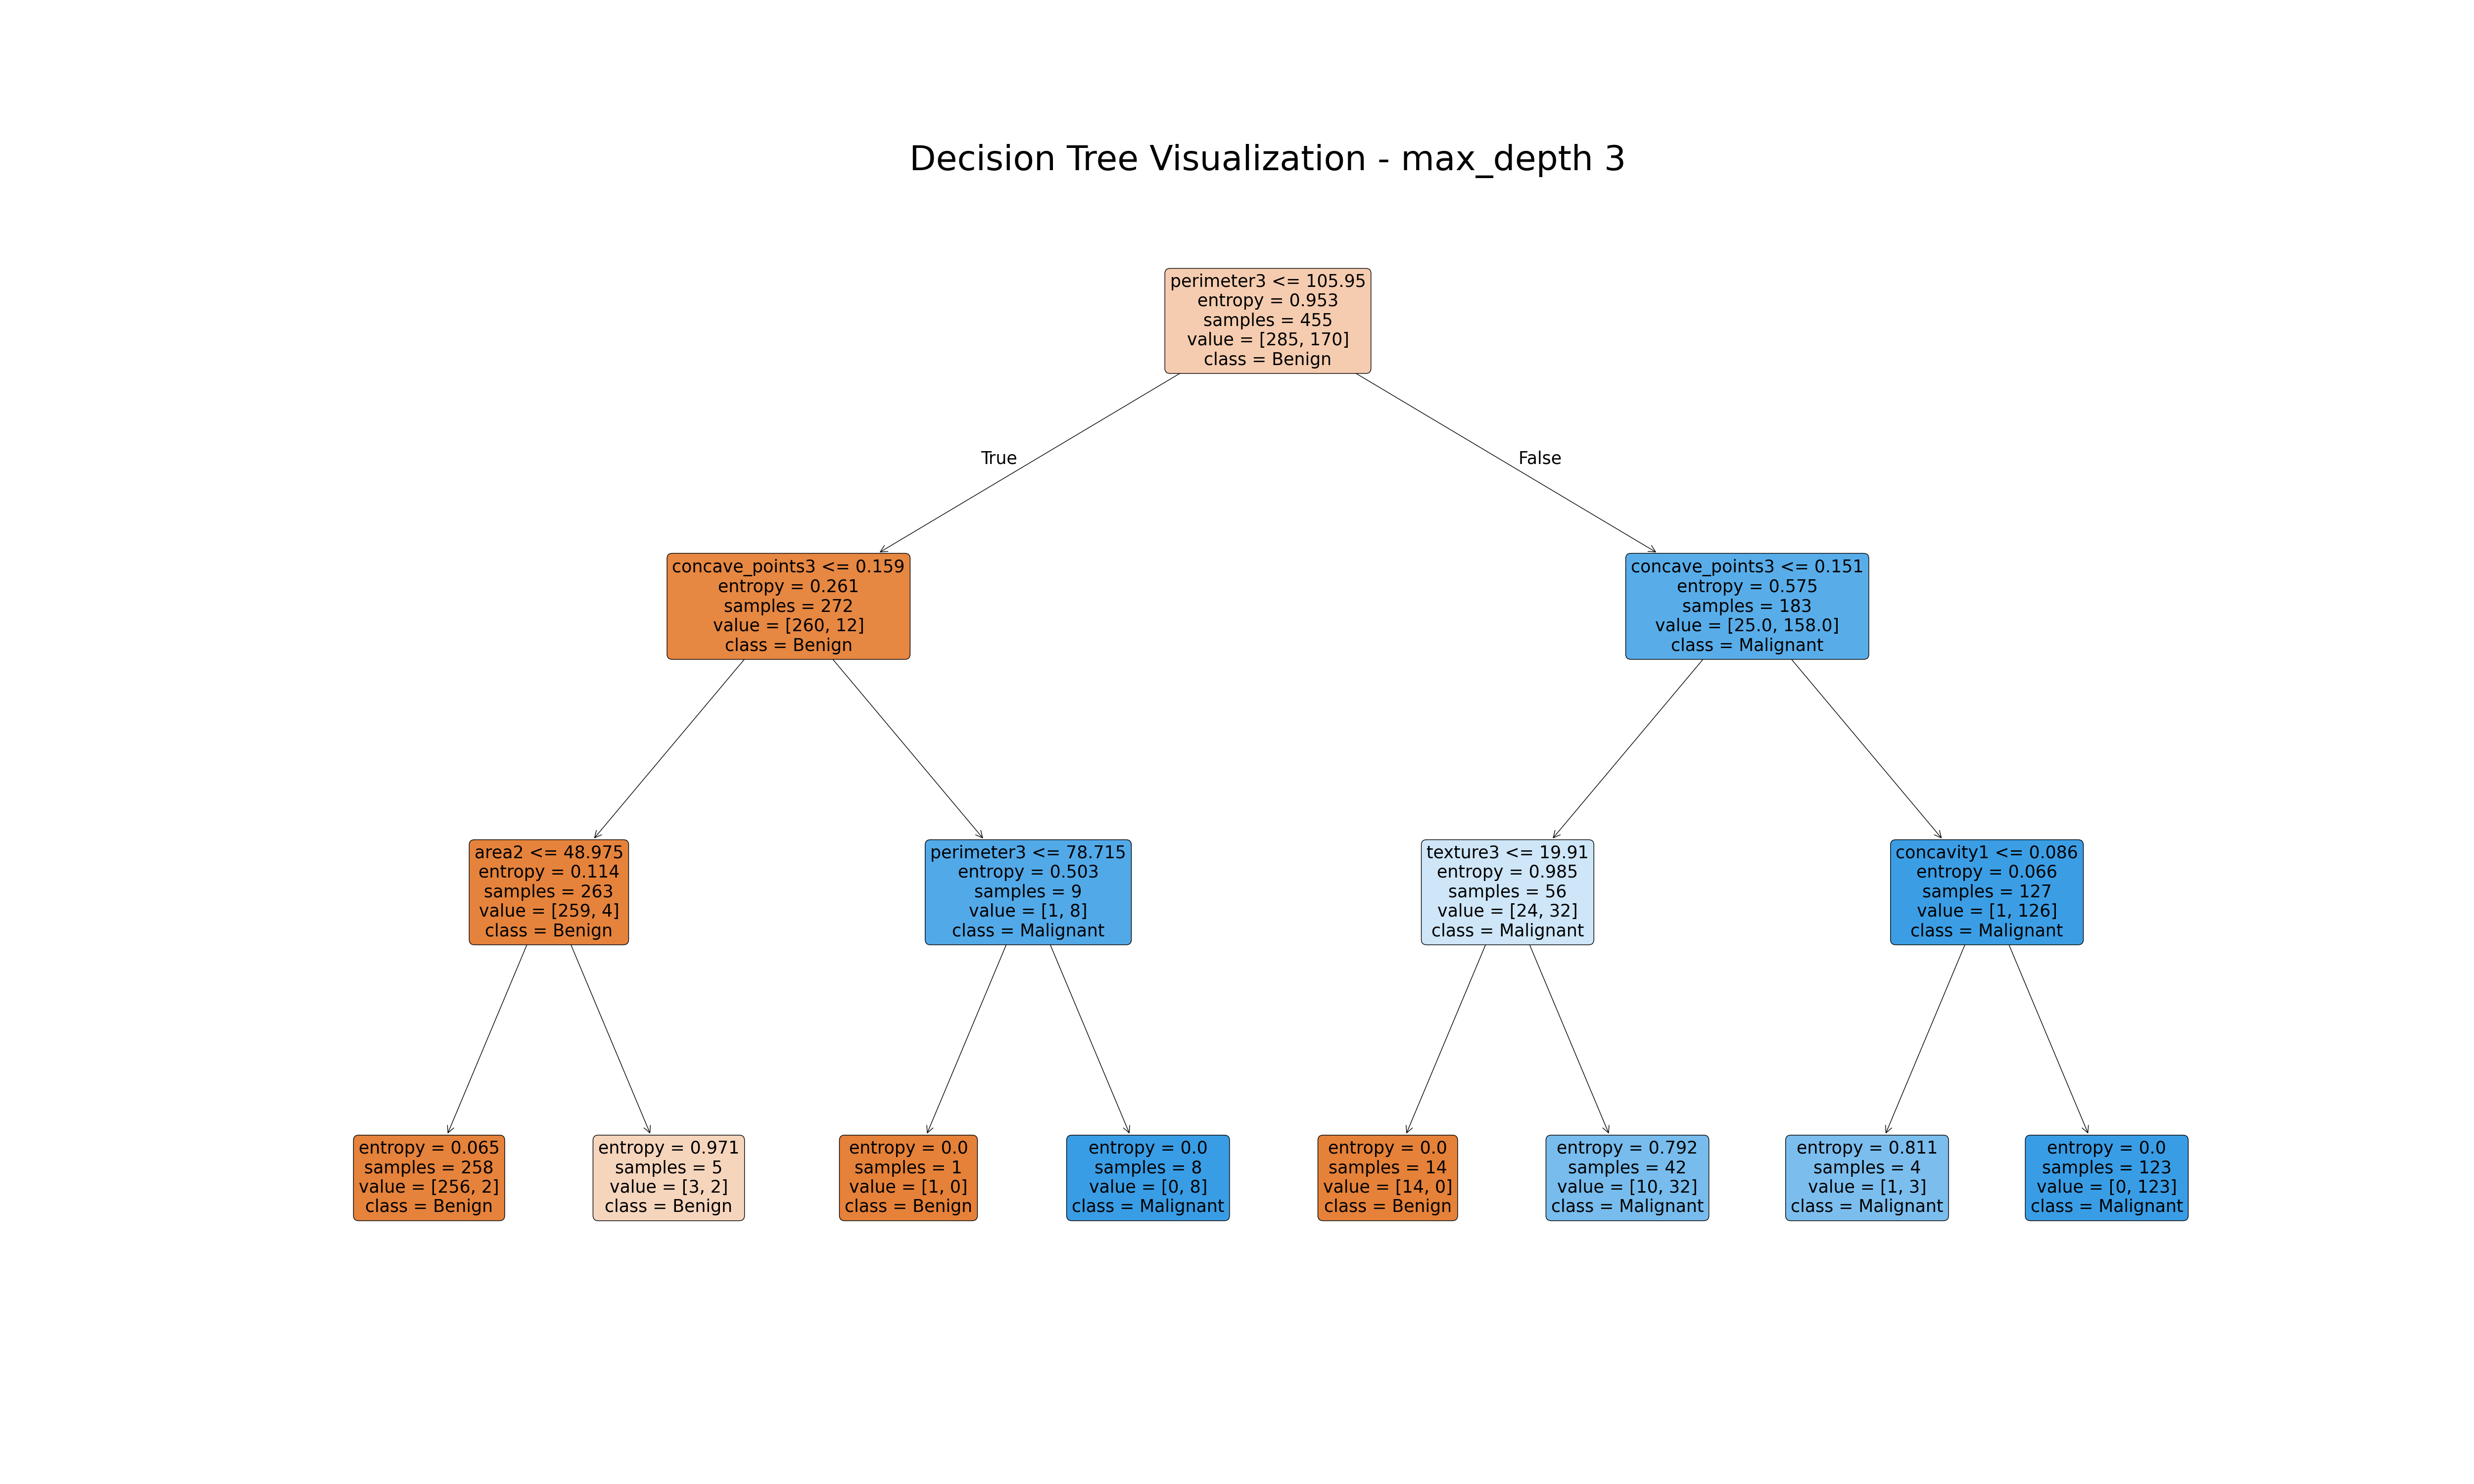 Decision Tree Visualization - max_depth 3
perimeter3 <= 105.95
entropy = 0.953
samples = 455
value = [285, 170]
class = Benign
True
False
concave_points3 <= 0.159
entropy = 0.261
samples = 272
value = [260, 12]
class = Benign
concave_points3 <= 0.151
entropy = 0.575
samples = 183
value = [25.0, 158.0]
class = Malignant
area2 <= 48.975
entropy = 0.114
samples = 263
value = [259, 4]
class = Benign
perimeter3 <= 78.715
entropy = 0.503
samples = 9
value = [1, 8]
class = Malignant
texture3 <= 19.91
entropy = 0.985
samples = 56
value = [24, 32]
class = Malignant
concavity1 <= 0.086
entropy = 0.066
samples = 127
value = [1, 126]
class = Malignant
entropy = 0.065
samples = 258
value = [256, 2]
class = Benign
entropy = 0.971
samples = 5
value = [3, 2]
class = Benign
entropy = 0.0
samples = 1
value = [1, 0]
class = Benign
entropy = 0.0
samples = 8
value = [0, 8]
class = Malignant
entropy = 0.0
samples = 14
value = [14, 0]
class = Benign
entropy = 0.792
samples = 42
value = [10, 32]
class = Malignant
entropy = 0.811
samples = 4
value = [1, 3]
class = Malignant
entropy = 0.0
samples = 123
value = [0, 123]
class = Malignant